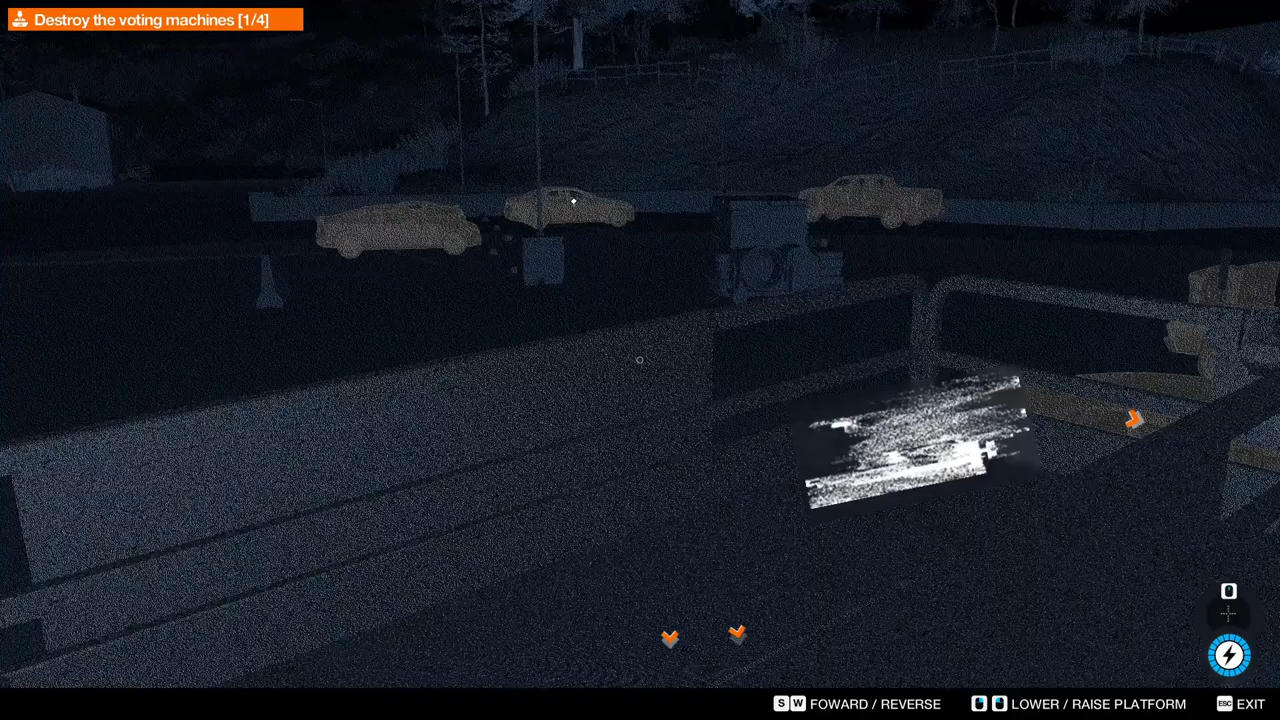 Destroy the voting machines [1/4]
S W FOWARD / REVERSE LOWER / RAISE PLATFORM ESC EXIT